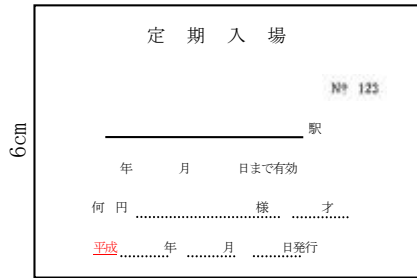 定期入場
№ 123
駅
年 月 日まで有効
何円 様 才
平成 年 月 日発行
6cm